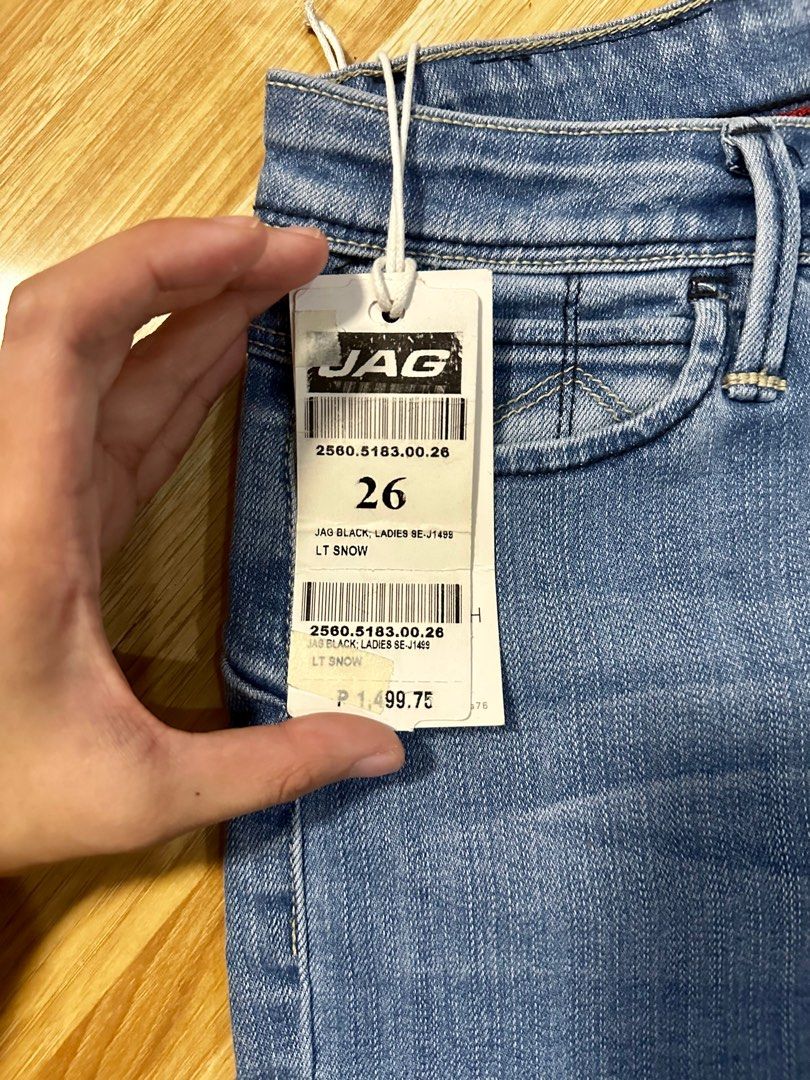 JAG
2560.5183.00.26
26
JAG BLACK; LADIES SE-J1499
LT SNOW
2560.5183.00.26
JAG BLACK; LADIES SE-J1499
LT SNOW
₱ 1,499.75
H